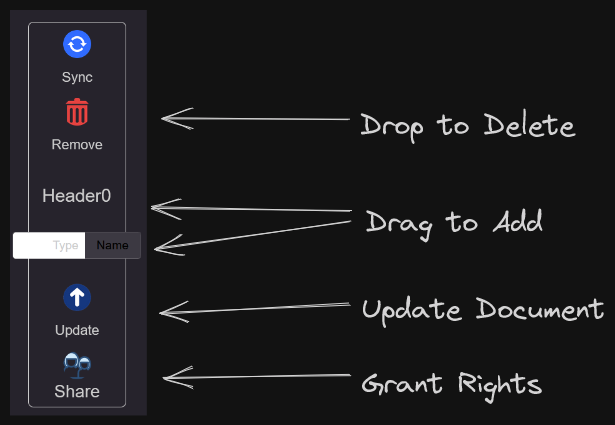 Sync
Remove
Drop to Delete
Header0
Drag to Add
Type Name
Update
Update Document
Share
Grant Rights